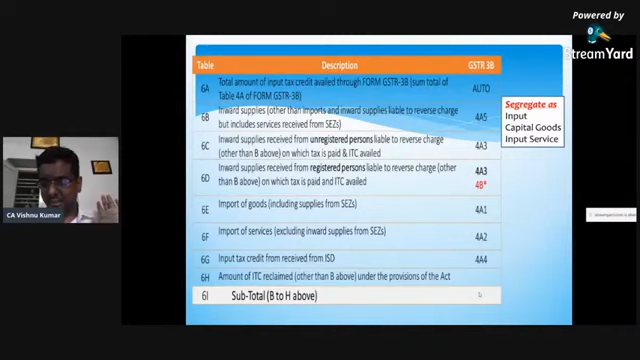 Powered by
StreamYard
Table Description GSTR 3B
6A Total amount of input tax credit availed through FORM GSTR-3B (sum total of Table 4A of FORM GSTR-3B) AUTO
6B Inward supplies (other than imports and inward supplies liable to reverse charge but includes services received from SEZs) 4A5
6C Inward supplies received from unregistered persons liable to reverse charge (other than B above) on which tax is paid & ITC availed 4A3
6D Inward supplies received from registered persons liable to reverse charge (other than B above) on which tax is paid and ITC availed 4A3
4B*
6E Import of goods (including supplies from SEZs) 4A1
6F Import of services (excluding inward supplies from SEZs) 4A2
6G Input tax credit from received from ISD 4A4
6H Amount of ITC reclaimed (other than B above) under the provisions of the Act
6I Sub-Total (B to H above)
Segregate as
Input
Capital Goods
Input Service
CA Vishnu Kumar